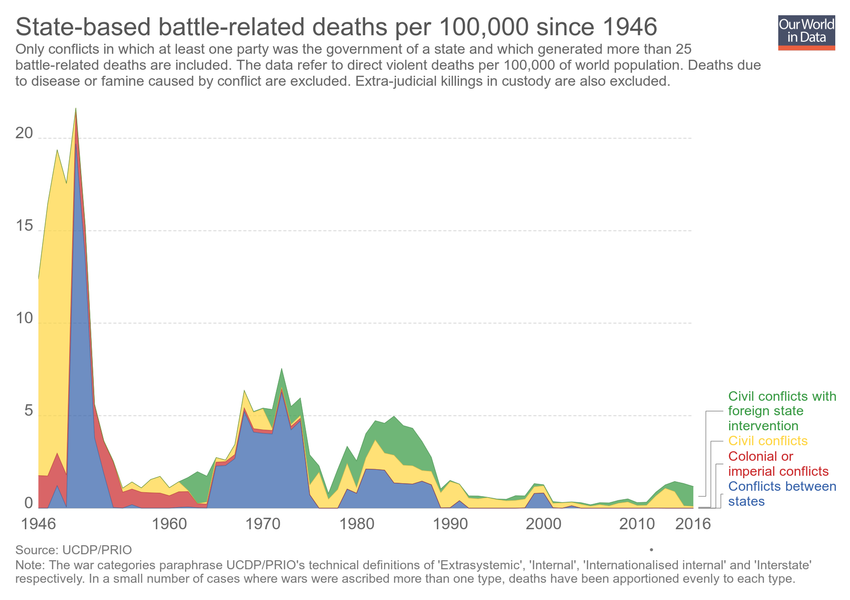 State-based battle-related deaths per 100,000 since 1946
Our World
in Data
Only conflicts in which at least one party was the government of a state and which generated more than 25
battle-related deaths are included. The data refer to direct violent deaths per 100,000 of world population. Deaths due
to disease or famine caused by conflict are excluded. Extra-judicial killings in custody are also excluded.
20
15
10
5
0
Civil conflicts with
foreign state
intervention
Civil conflicts
Colonial or
imperial conflicts
Conflicts between
states
1946 1960 1970 1980 1990 2000 2010 2016
Source: UCDP/PRIO
Note: The war categories paraphrase UCDP/PRIO's technical definitions of 'Extrasystemic', 'Internal', 'Internationalised internal' and 'Interstate'
respectively. In a small number of cases where wars were ascribed more than one type, deaths have been apportioned evenly to each type.